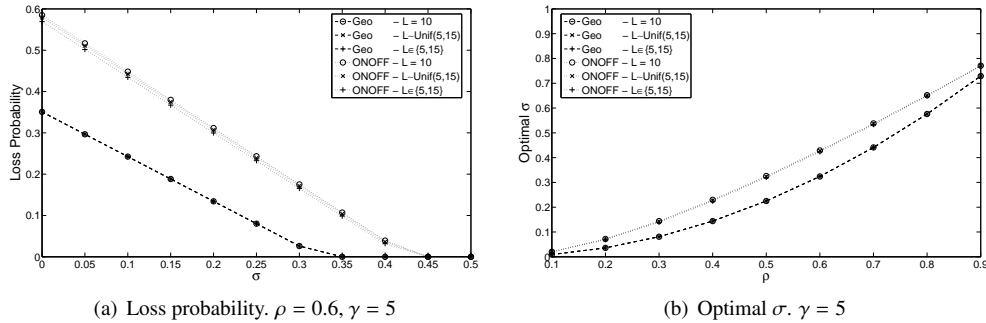 0.6
0.5
0.4
0.3
0.2
0.1
0
Loss Probability
0 0.05 0.1 0.15 0.2 0.25 0.3 0.35 0.4 0.45 0.5
σ
Geo – L = 10
Geo – L~Unif(5,15)
Geo – L∈{5,15}
ONOFF – L = 10
ONOFF – L~Unif(5,15)
ONOFF – L∈{5,15}
(a) Loss probability. ρ = 0.6, γ = 5
1
0.9
0.8
0.7
0.6
0.5
0.4
0.3
0.2
0.1
0
Optimal σ
0.1 0.2 0.3 0.4 0.5 0.6 0.7 0.8 0.9
ρ
Geo – L = 10
Geo – L~Unif(5,15)
Geo – L∈{5,15}
ONOFF – L = 10
ONOFF – L~Unif(5,15)
ONOFF – L∈{5,15}
(b) Optimal σ. γ = 5